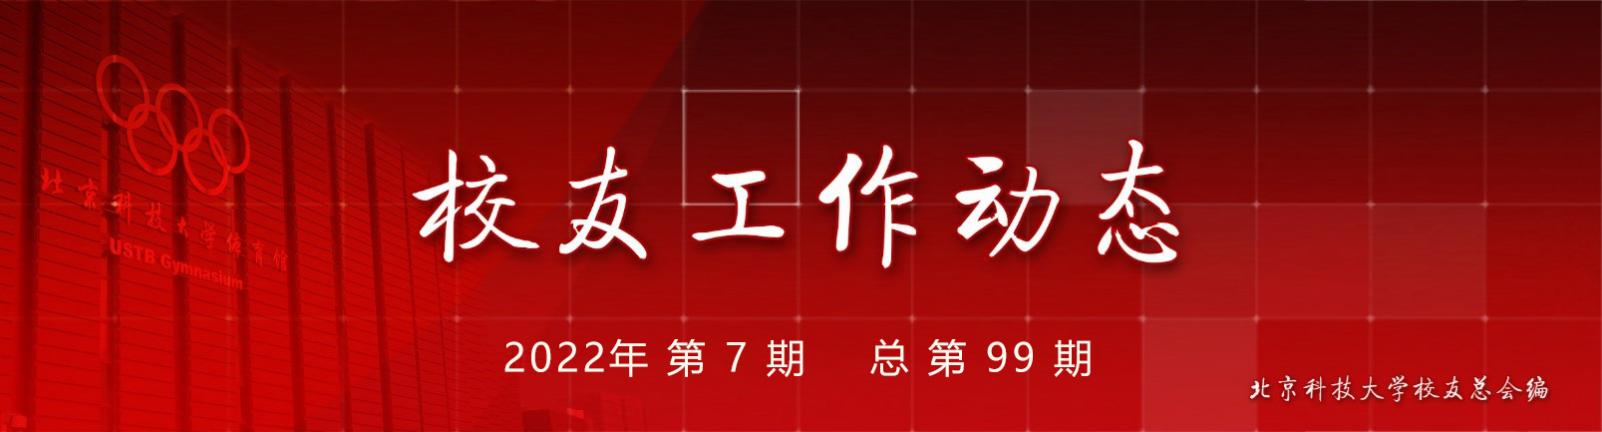 北京科技大学体育馆
USTB Gymnasium
校友工作动态
2022年 第 7 期 总 第 99 期
北京科技大学校友总会编